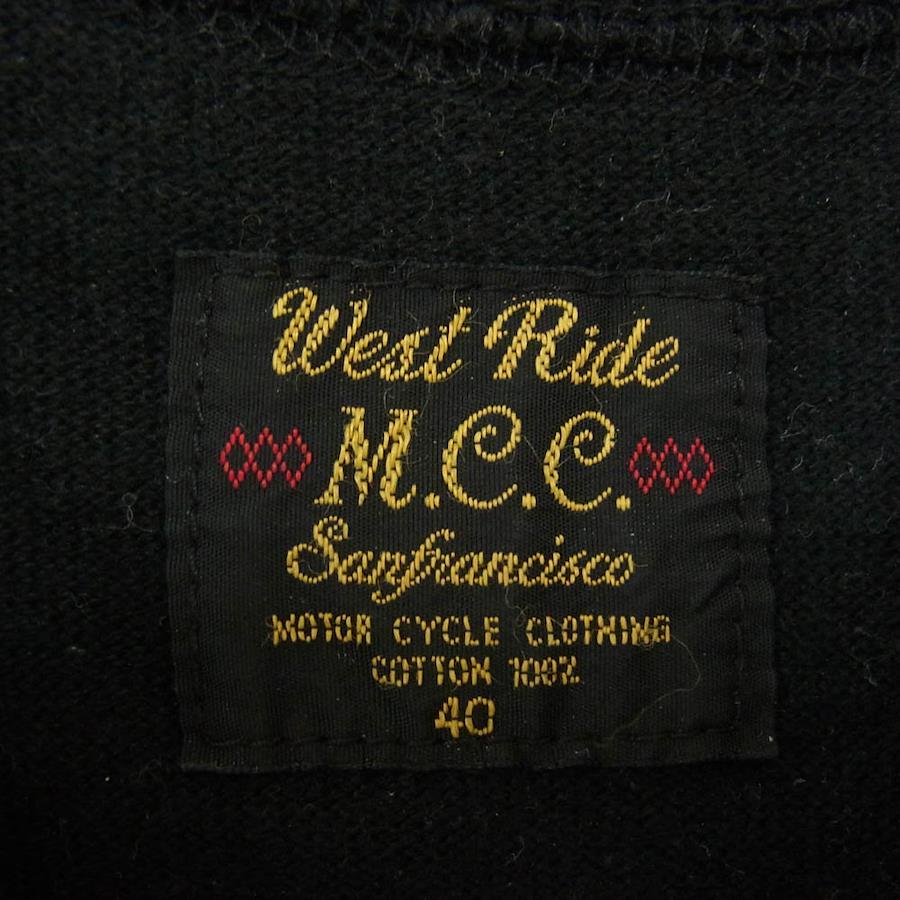 West Ride
M.C.C.
Sanfrancisco
MOTOR CYCLE CLOTHING
COTTON 100%
40